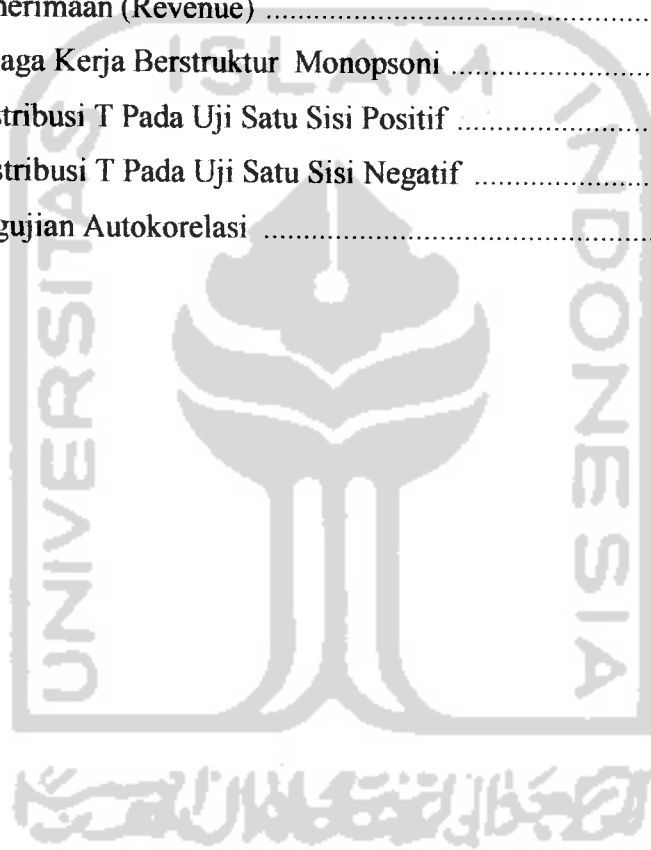 nerimaan (Revenue) ................................................
aga Kerja Berstruktur Monopsoni ........................
stribusi T Pada Uji Satu Sisi Positif ........................
stribusi T Pada Uji Satu Sisi Negatif ......................
gujian Autokorelasi ................................................
ISLAM
UNIVERSITAS
INDONESIA